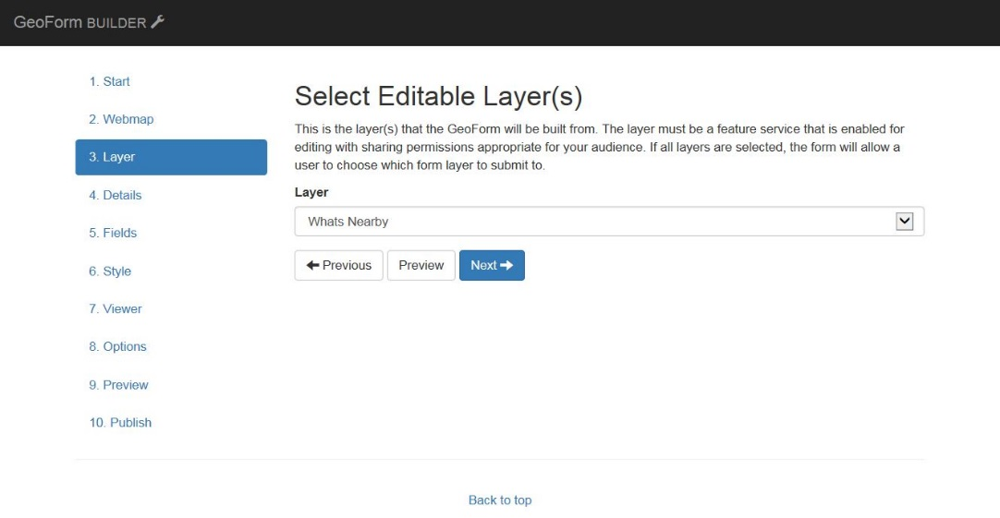 GeoForm BUILDER
1. Start
2. Webmap
3. Layer
4. Details
5. Fields
6. Style
7. Viewer
8. Options
9. Preview
10. Publish
Select Editable Layer(s)
This is the layer(s) that the GeoForm will be built from. The layer must be a feature service that is enabled for
editing with sharing permissions appropriate for your audience. If all layers are selected, the form will allow a
user to choose which form layer to submit to.
Layer
Whats Nearby
Previous Preview Next
Back to top